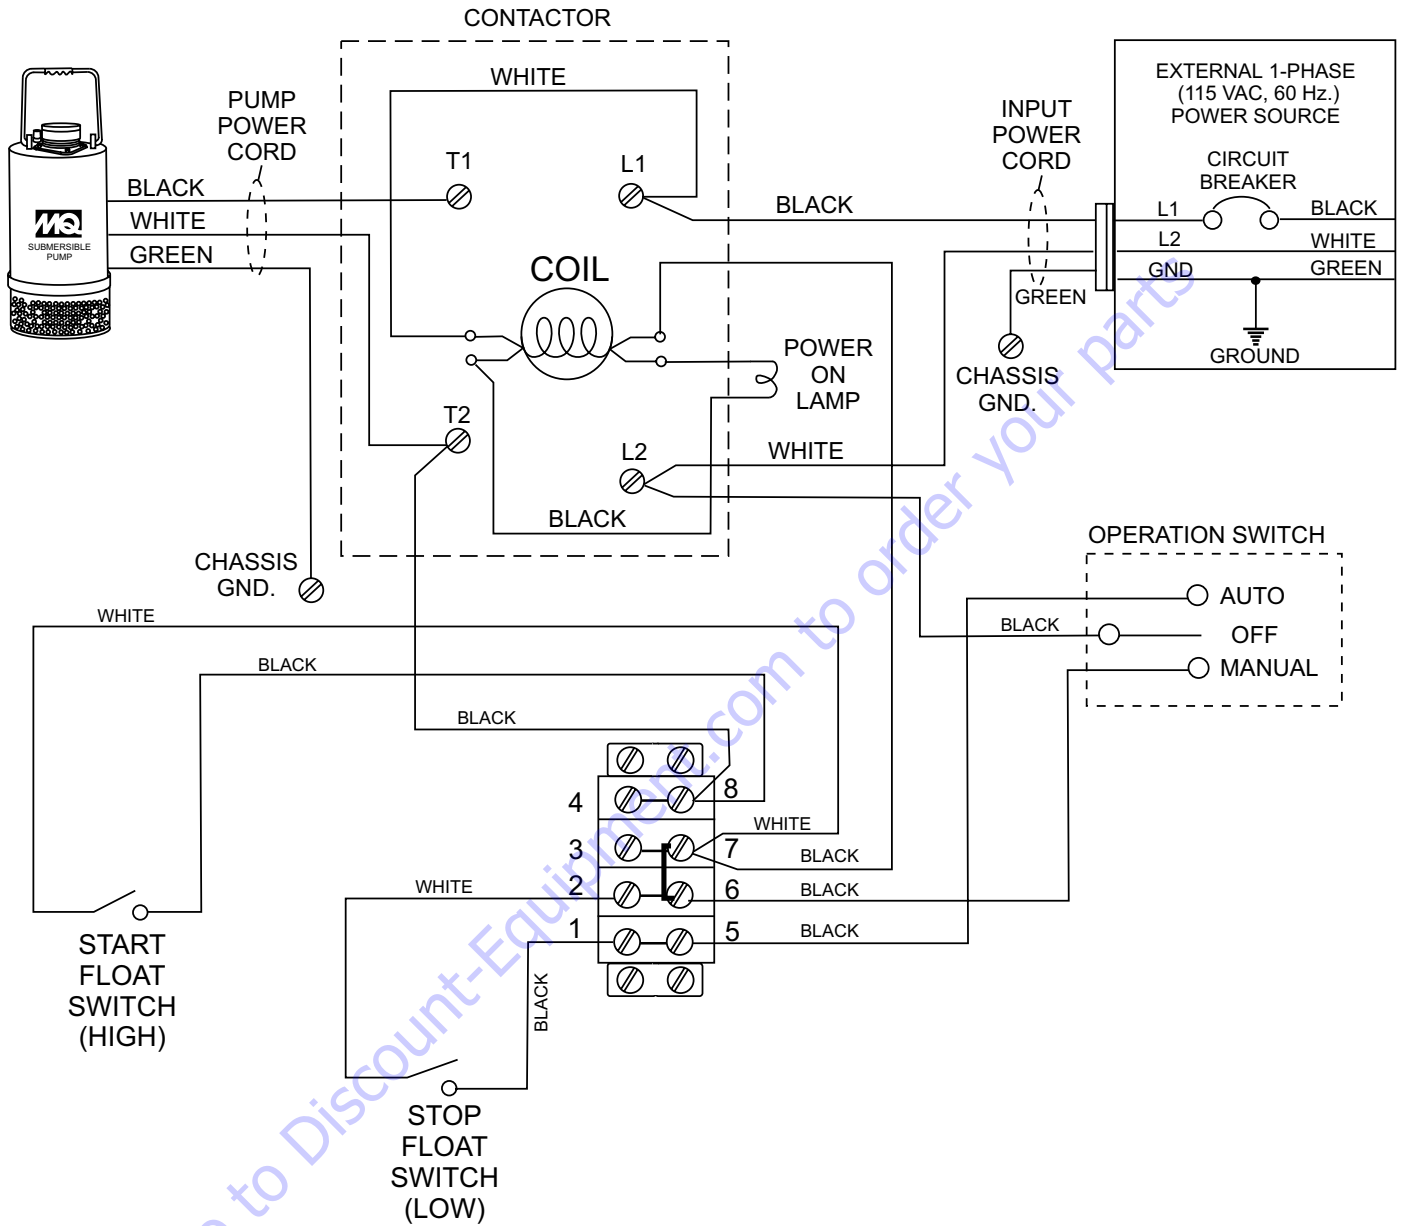 CONTACTOR
WHITE
PUMP
POWER
CORD
T1
L1
BLACK
WHITE
GREEN
MQ
SUBMERSIBLE
PUMP
COIL
BLACK
INPUT
POWER
CORD
EXTERNAL 1-PHASE
(115 VAC, 60 Hz.)
POWER SOURCE
CIRCUIT
BREAKER
L1
BLACK
L2
WHITE
GND
GREEN
GREEN
GROUND
CHASSIS
GND.
POWER
ON
LAMP
T2
L2
WHITE
BLACK
CHASSIS
GND.
OPERATION SWITCH
AUTO
BLACK
OFF
MANUAL
WHITE
BLACK
BLACK
4
8
WHITE
3
7
BLACK
WHITE
2
6
BLACK
1
5
BLACK
BLACK
START
FLOAT
SWITCH
(HIGH)
STOP
FLOAT
SWITCH
(LOW)
to Discount-Equipment.com to order your parts